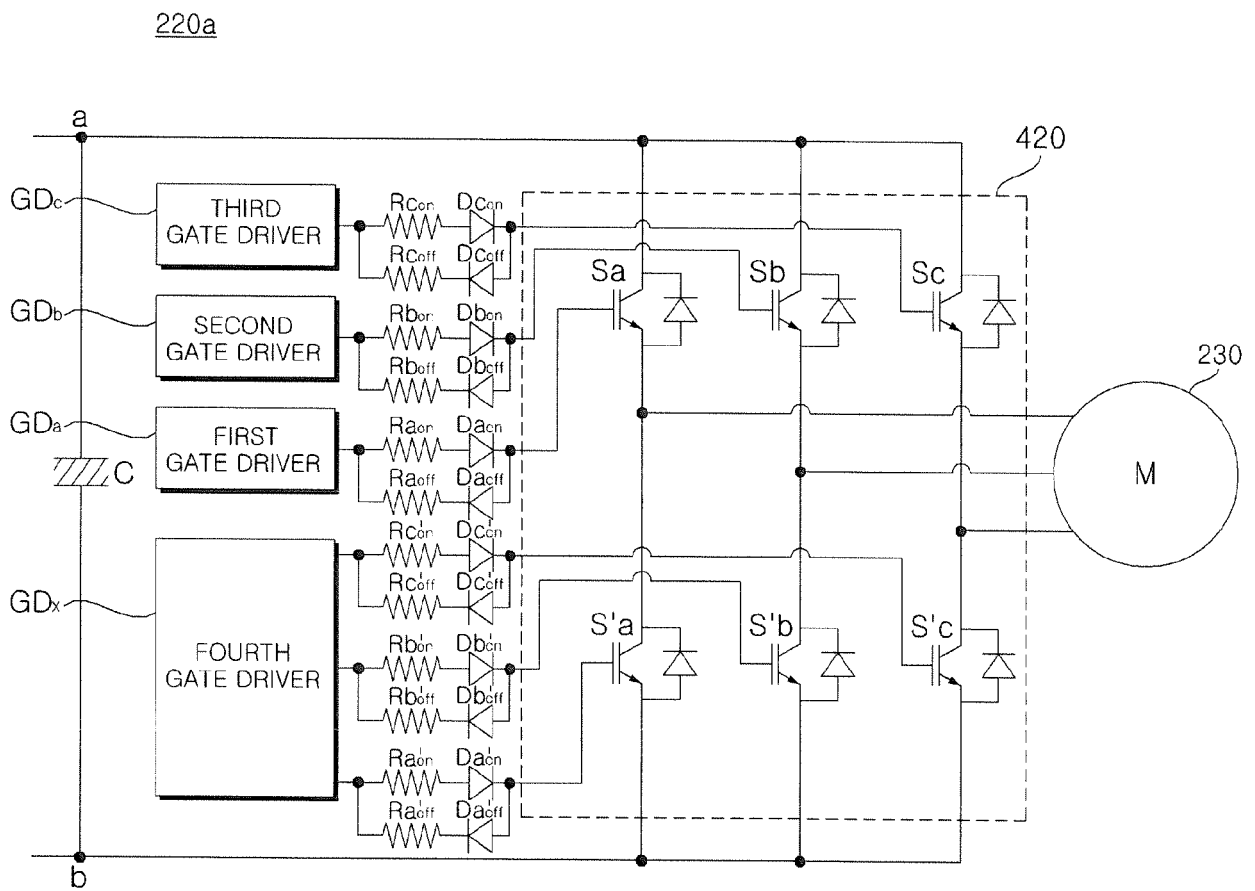 220a
a
420
GDc
THIRD
GATE DRIVER
RCon
DCon
RCoff
DCoff
Sa
Sb
Sc
GDb
SECOND
GATE DRIVER
Rbon
Dbon
Rboff
Dboff
230
GDa
FIRST
GATE DRIVER
Raon
Daon
Raoff
Daoff
C
M
RC'on
DC'on
RC'off
DC'off
GDx
FOURTH
GATE DRIVER
S'a
S'b
S'c
Rb'on
Db'on
Rb'off
Db'off
Ra'on
Da'on
Ra'off
Da'off
b